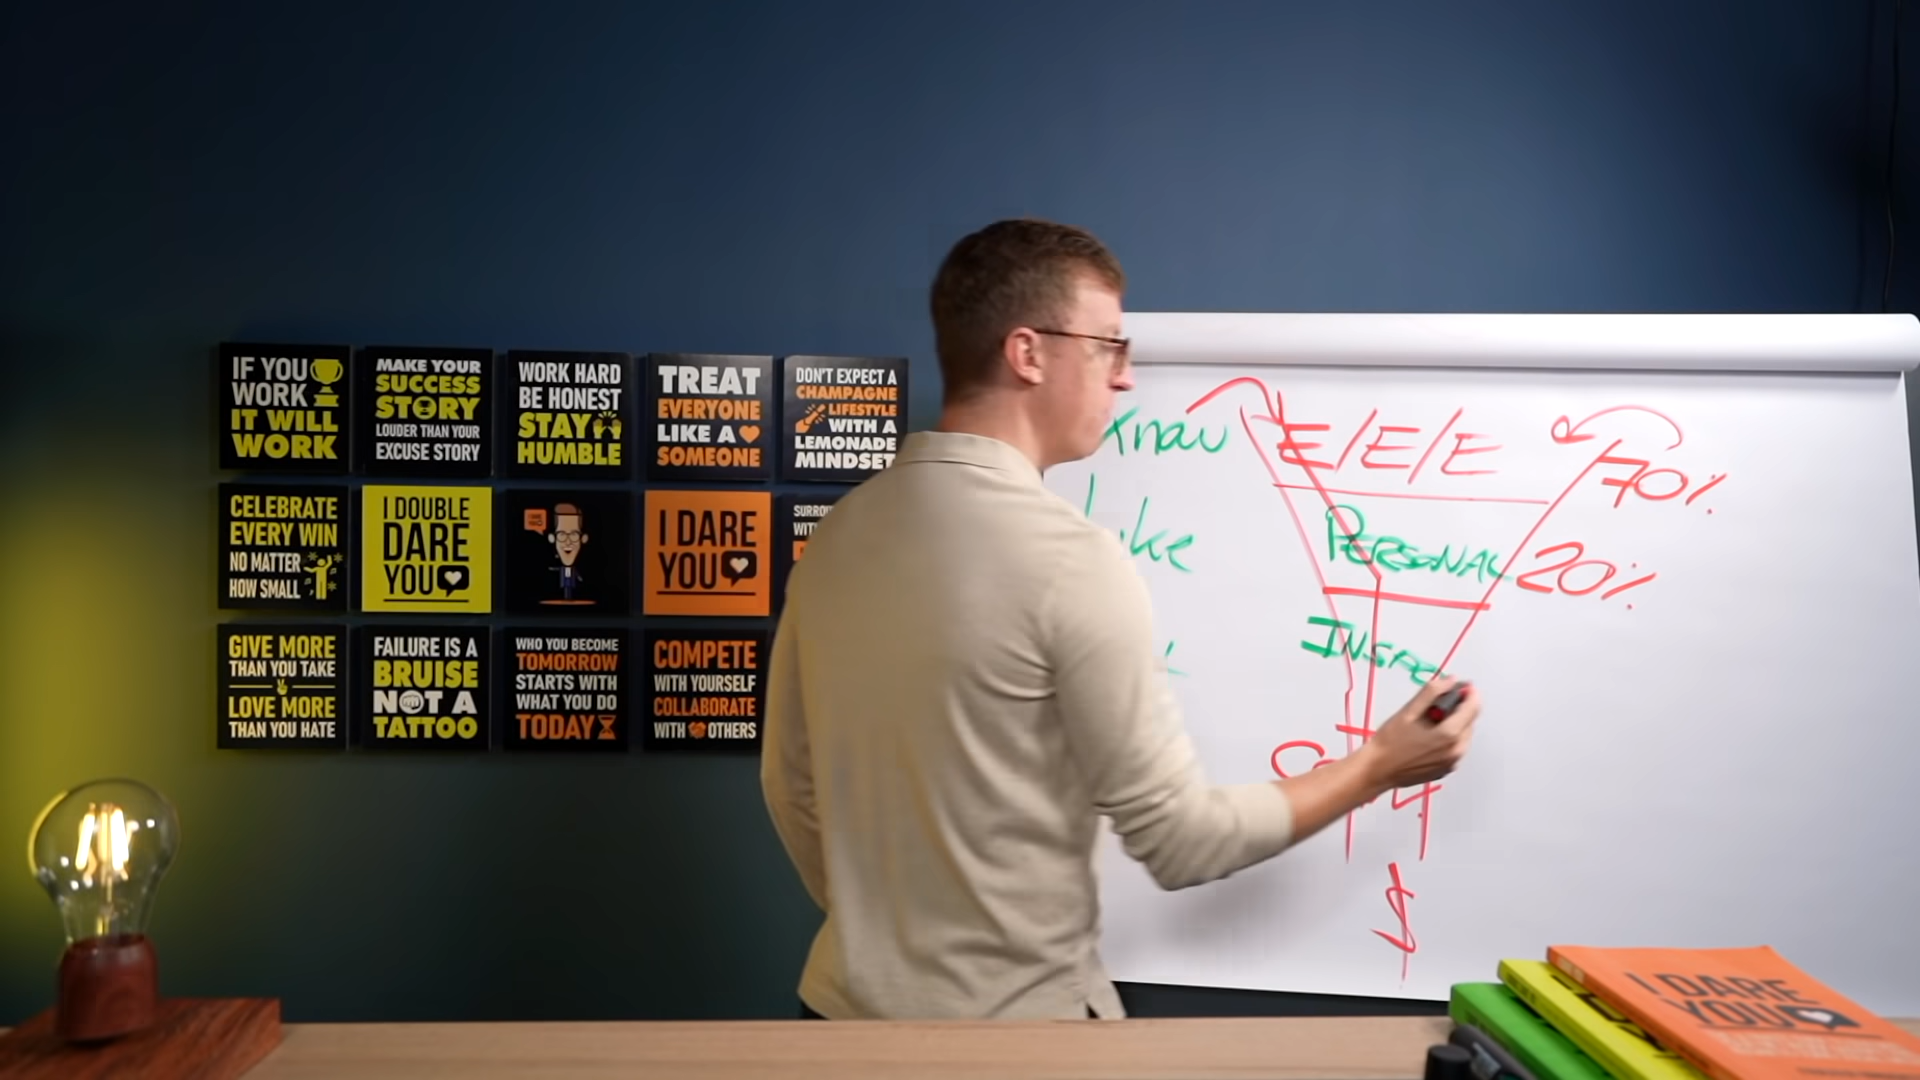 IF YOU
WORK
IT WILL
WORK
MAKE YOUR
SUCCESS
STORY
LOUDER THAN YOUR
EXCUSE STORY
WORK HARD
BE HONEST
STAY
HUMBLE
TREAT
EVERYONE
LIKE A
SOMEONE
DON'T EXPECT A
CHAMPAGNE
LIFESTYLE
WITH A
LEMONADE
MINDSET
CELEBRATE
EVERY WIN
NO MATTER
HOW SMALL
I DOUBLE
DARE
YOU
I DARE
YOU
GIVE MORE
THAN YOU TAKE
LOVE MORE
THAN YOU HATE
FAILURE IS A
BRUISE
NOT A
TATTOO
WHO YOU BECOME
TOMORROW
STARTS WITH
WHAT YOU DO
TODAY
COMPETE
WITH YOURSELF
COLLABORATE
WITH OTHERS
Know
Like
E/E/E
70%
PERSONAL
20%
$
I DARE
YOU